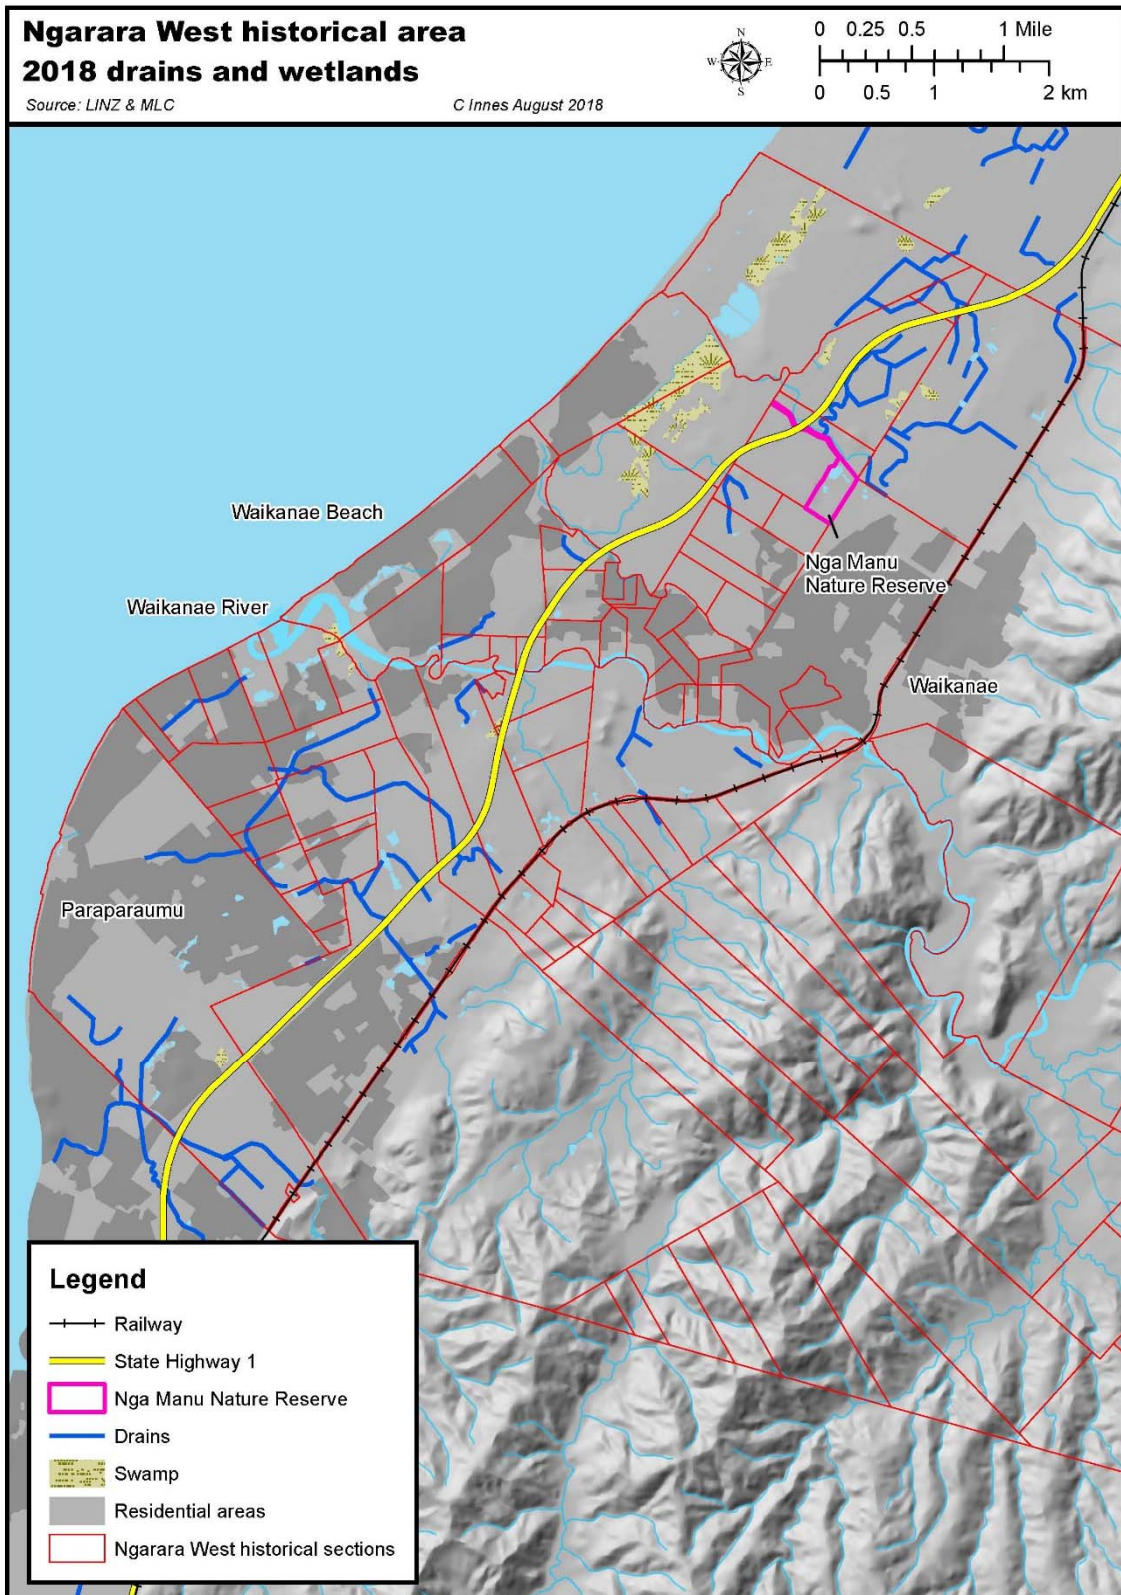 Ngarara West historical area
2018 drains and wetlands
Source: LINZ & MLC
C Innes August 2018
N
W
E
S
0 0.25 0.5 1 Mile
0 0.5 1 2 km
Waikanae Beach
Waikanae River
Nga Manu
Nature Reserve
Waikanae
Paraparaumu
Legend
Railway
State Highway 1
Nga Manu Nature Reserve
Drains
Swamp
Residential areas
Ngarara West historical sections